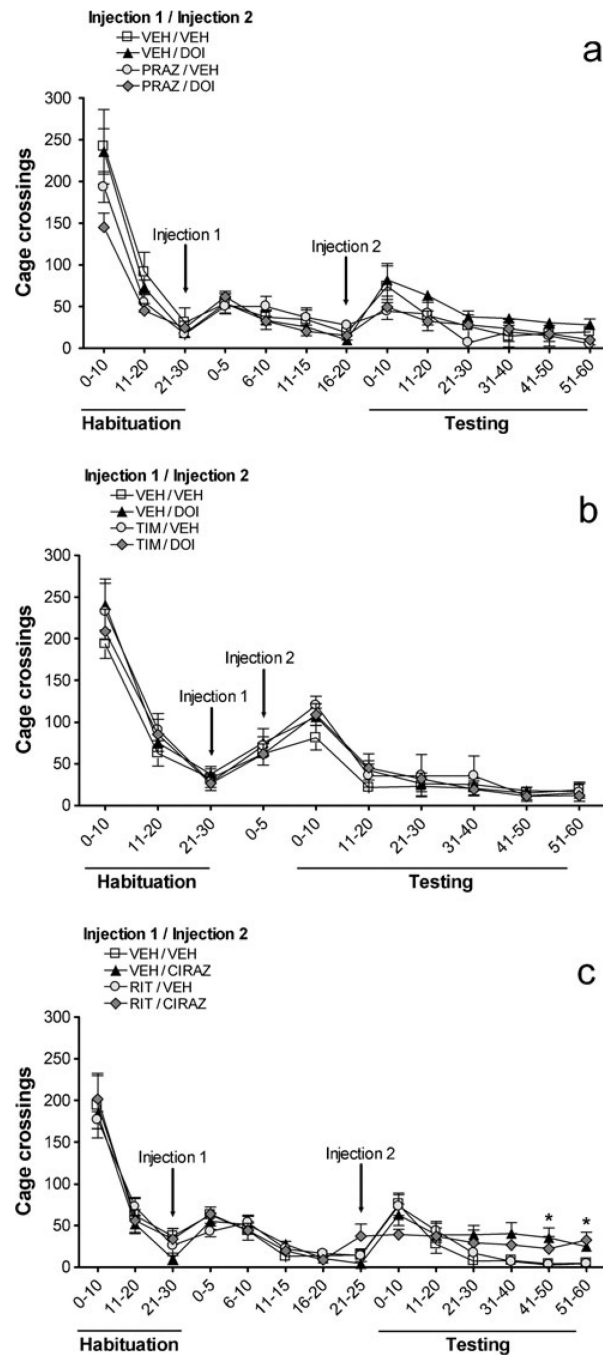 Injection 1 / Injection 2
VEH/VEH
VEH/DOI
PRAZ/VEH
PRAZ/DOI
a
300
250
200
150
100
50
0
Cage crossings
Injection 1
Injection 2
0-10
11-20
21-30
0-5
6-10
11-15
16-20
0-10
11-20
21-30
31-40
41-50
51-60
Habituation
Testing
Injection 1 / Injection 2
VEH/VEH
VEH/DOI
TIM/VEH
TIM/DOI
b
300
250
200
150
100
50
0
Cage crossings
Injection 1
Injection 2
0-10
11-20
21-30
0-5
0-10
11-20
21-30
31-40
41-50
51-60
Habituation
Testing
Injection 1 / Injection 2
VEH/VEH
VEH/CIRAZ
RIT/VEH
RIT/CIRAZ
c
300
250
200
150
100
50
0
Cage crossings
Injection 1
Injection 2
*
*
0-10
11-20
21-30
0-5
6-10
11-15
16-20
21-25
0-10
11-20
21-30
31-40
41-50
51-60
Habituation
Testing